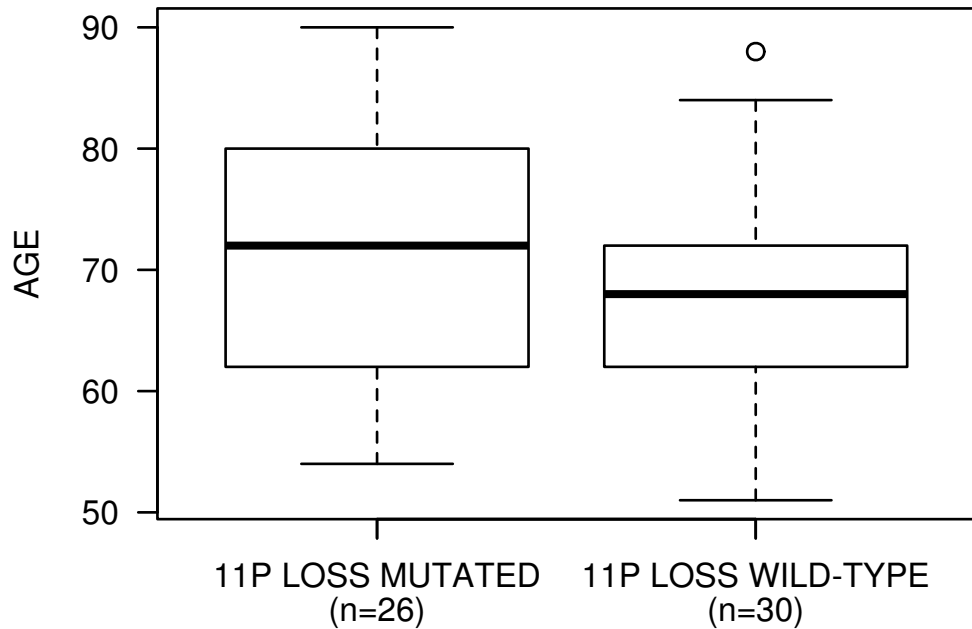 AGE
90
80
70
60
50
11P LOSS MUTATED
(n=26)
11P LOSS WILD-TYPE
(n=30)